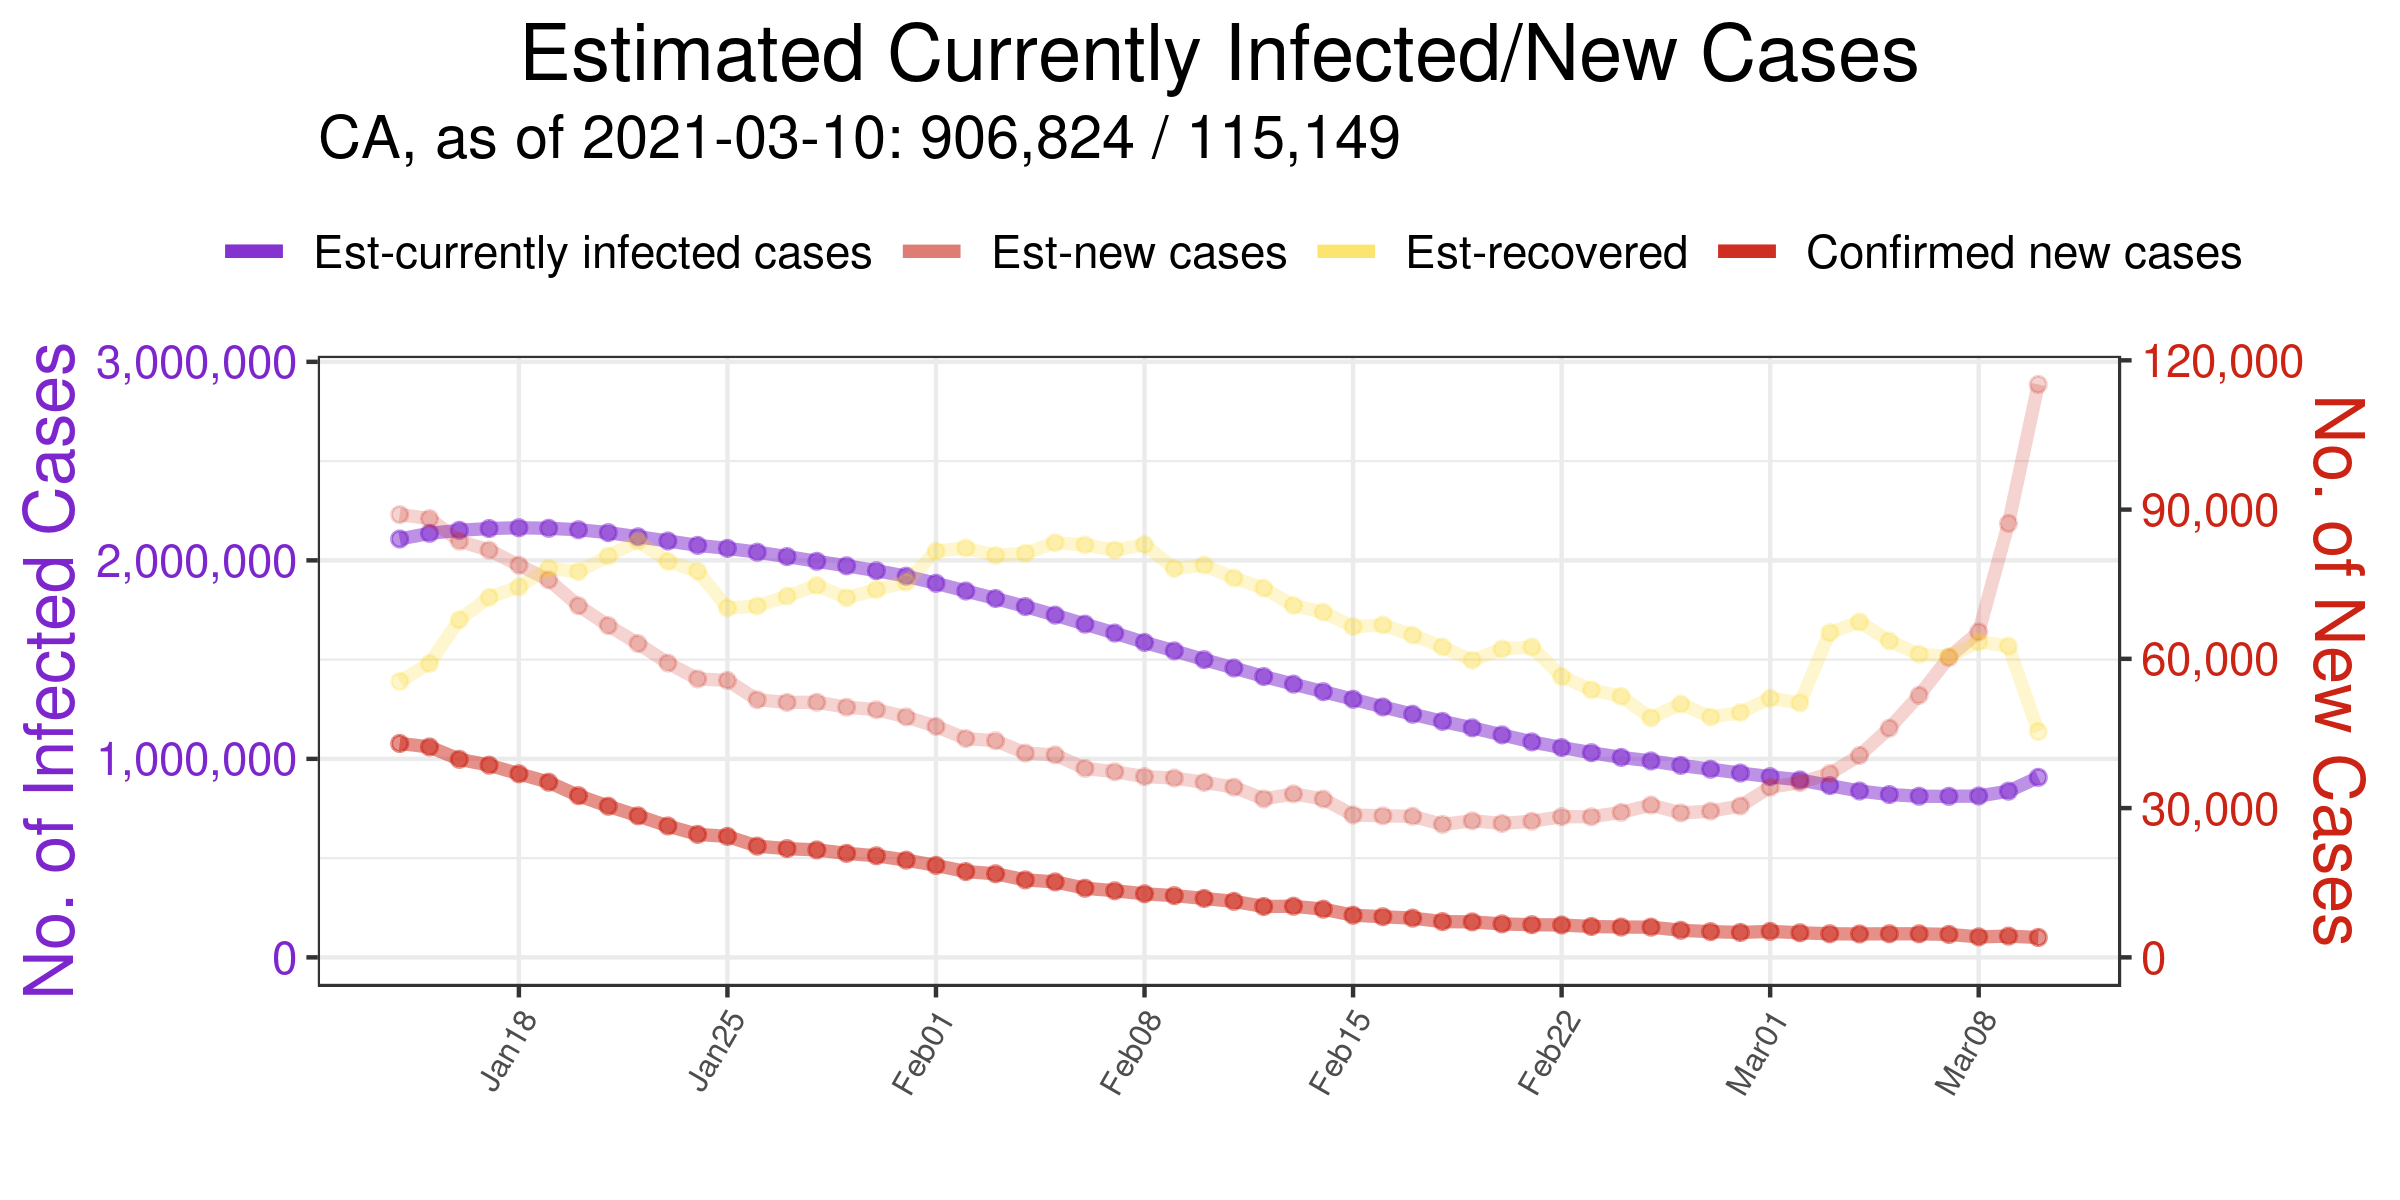 Estimated Currently Infected/New Cases
CA, as of 2021-03-10: 906,824 / 115,149
Est-currently infected cases Est-new cases Est-recovered Confirmed new cases
No. of Infected Cases
3,000,000
2,000,000
1,000,000
0
120,000
90,000
60,000
30,000
0
No. of New Cases
Jan18
Jan25
Feb01
Feb08
Feb15
Feb22
Mar01
Mar08